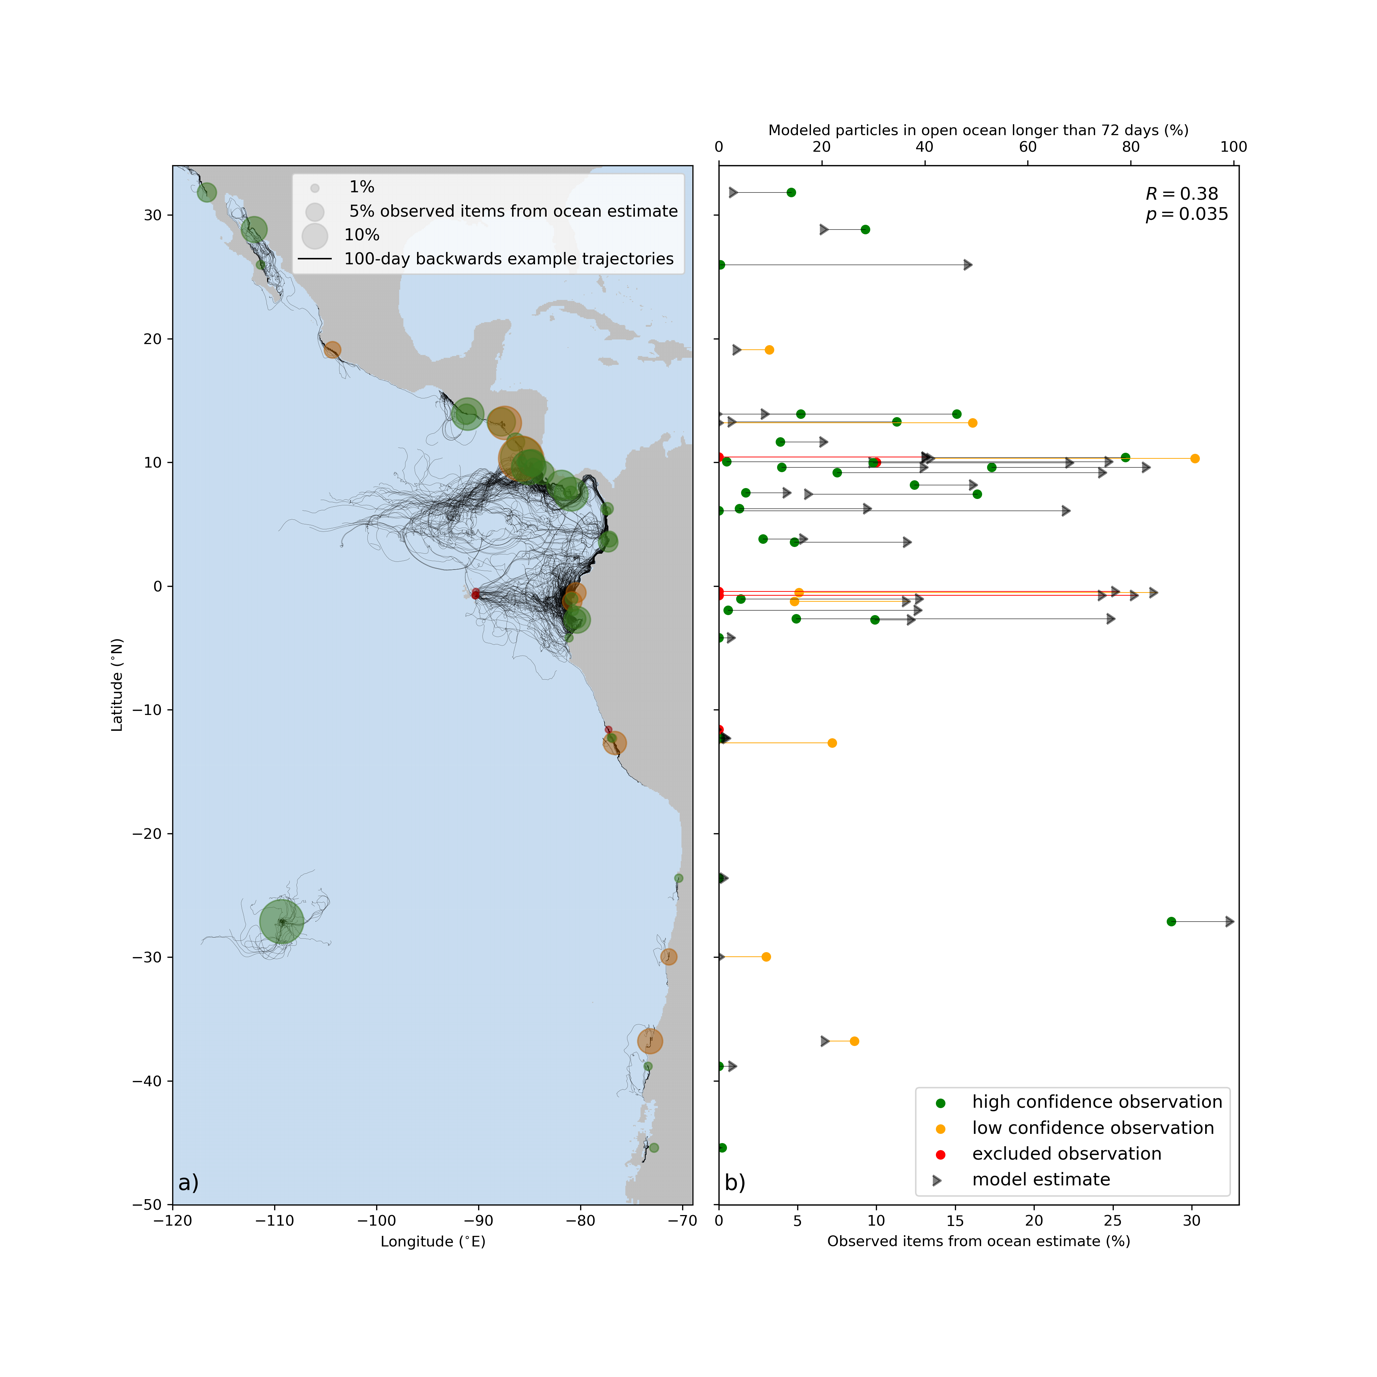 Modeled particles in open ocean longer than 72 days (%)
0 20 40 60 80 100
1%
5% observed items from ocean estimate
10%
100-day backwards example trajectories
R = 0.38
p = 0.035
30
20
10
0
−10
−20
−30
−40
−50
Latitude (°N)
a)
b)
high confidence observation
low confidence observation
excluded observation
model estimate
−120 −110 −100 −90 −80 −70
0 5 10 15 20 25 30
Longitude (°E)
Observed items from ocean estimate (%)